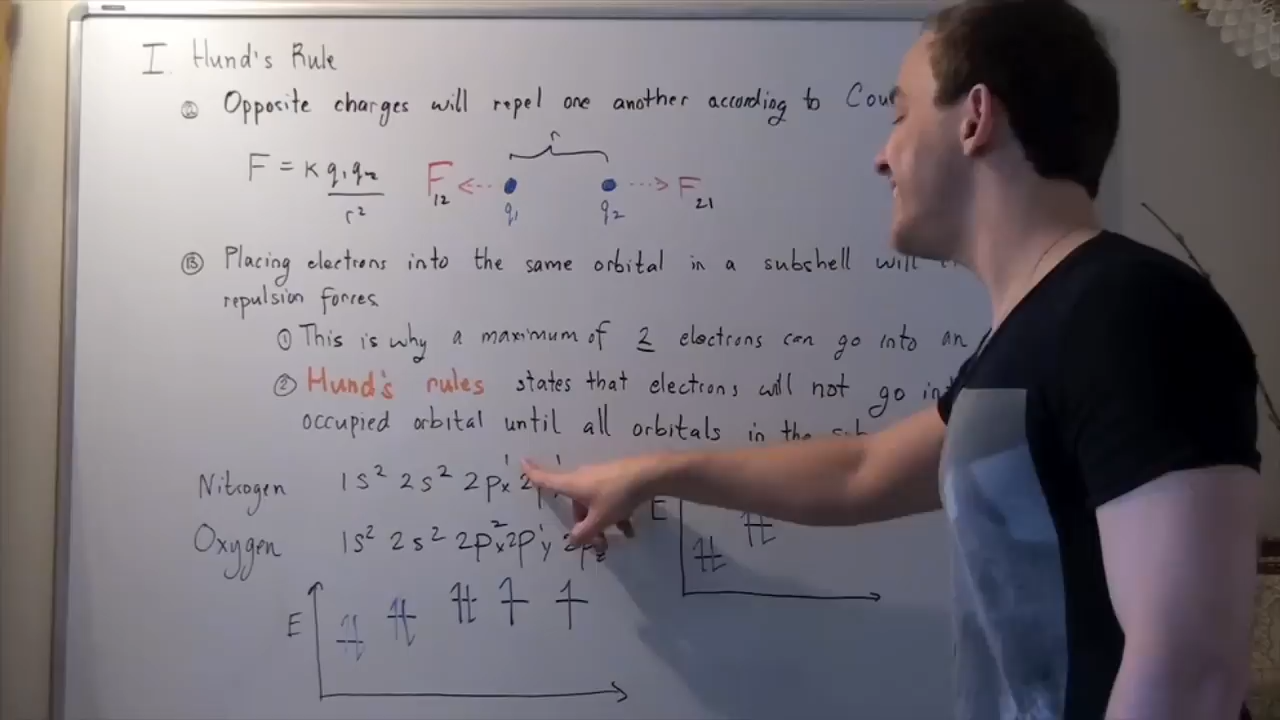 I. Hund's Rule
Ⓐ Opposite charges will repel one another according to
F = K q₁q₂ / r²
r
F₁₂
F₂₁
q₁
q₂
Ⓑ Placing electrons into the same orbital in a subshell will
repulsion forces.
① This is why a maximum of 2 electrons can go into an
② Hund's rules states that electrons will not go
occupied orbital until all orbitals in the
Nitrogen 1s² 2s² 2pₓ¹
Oxygen 1s² 2s² 2pₓ² 2p¹y 2pz
E
E